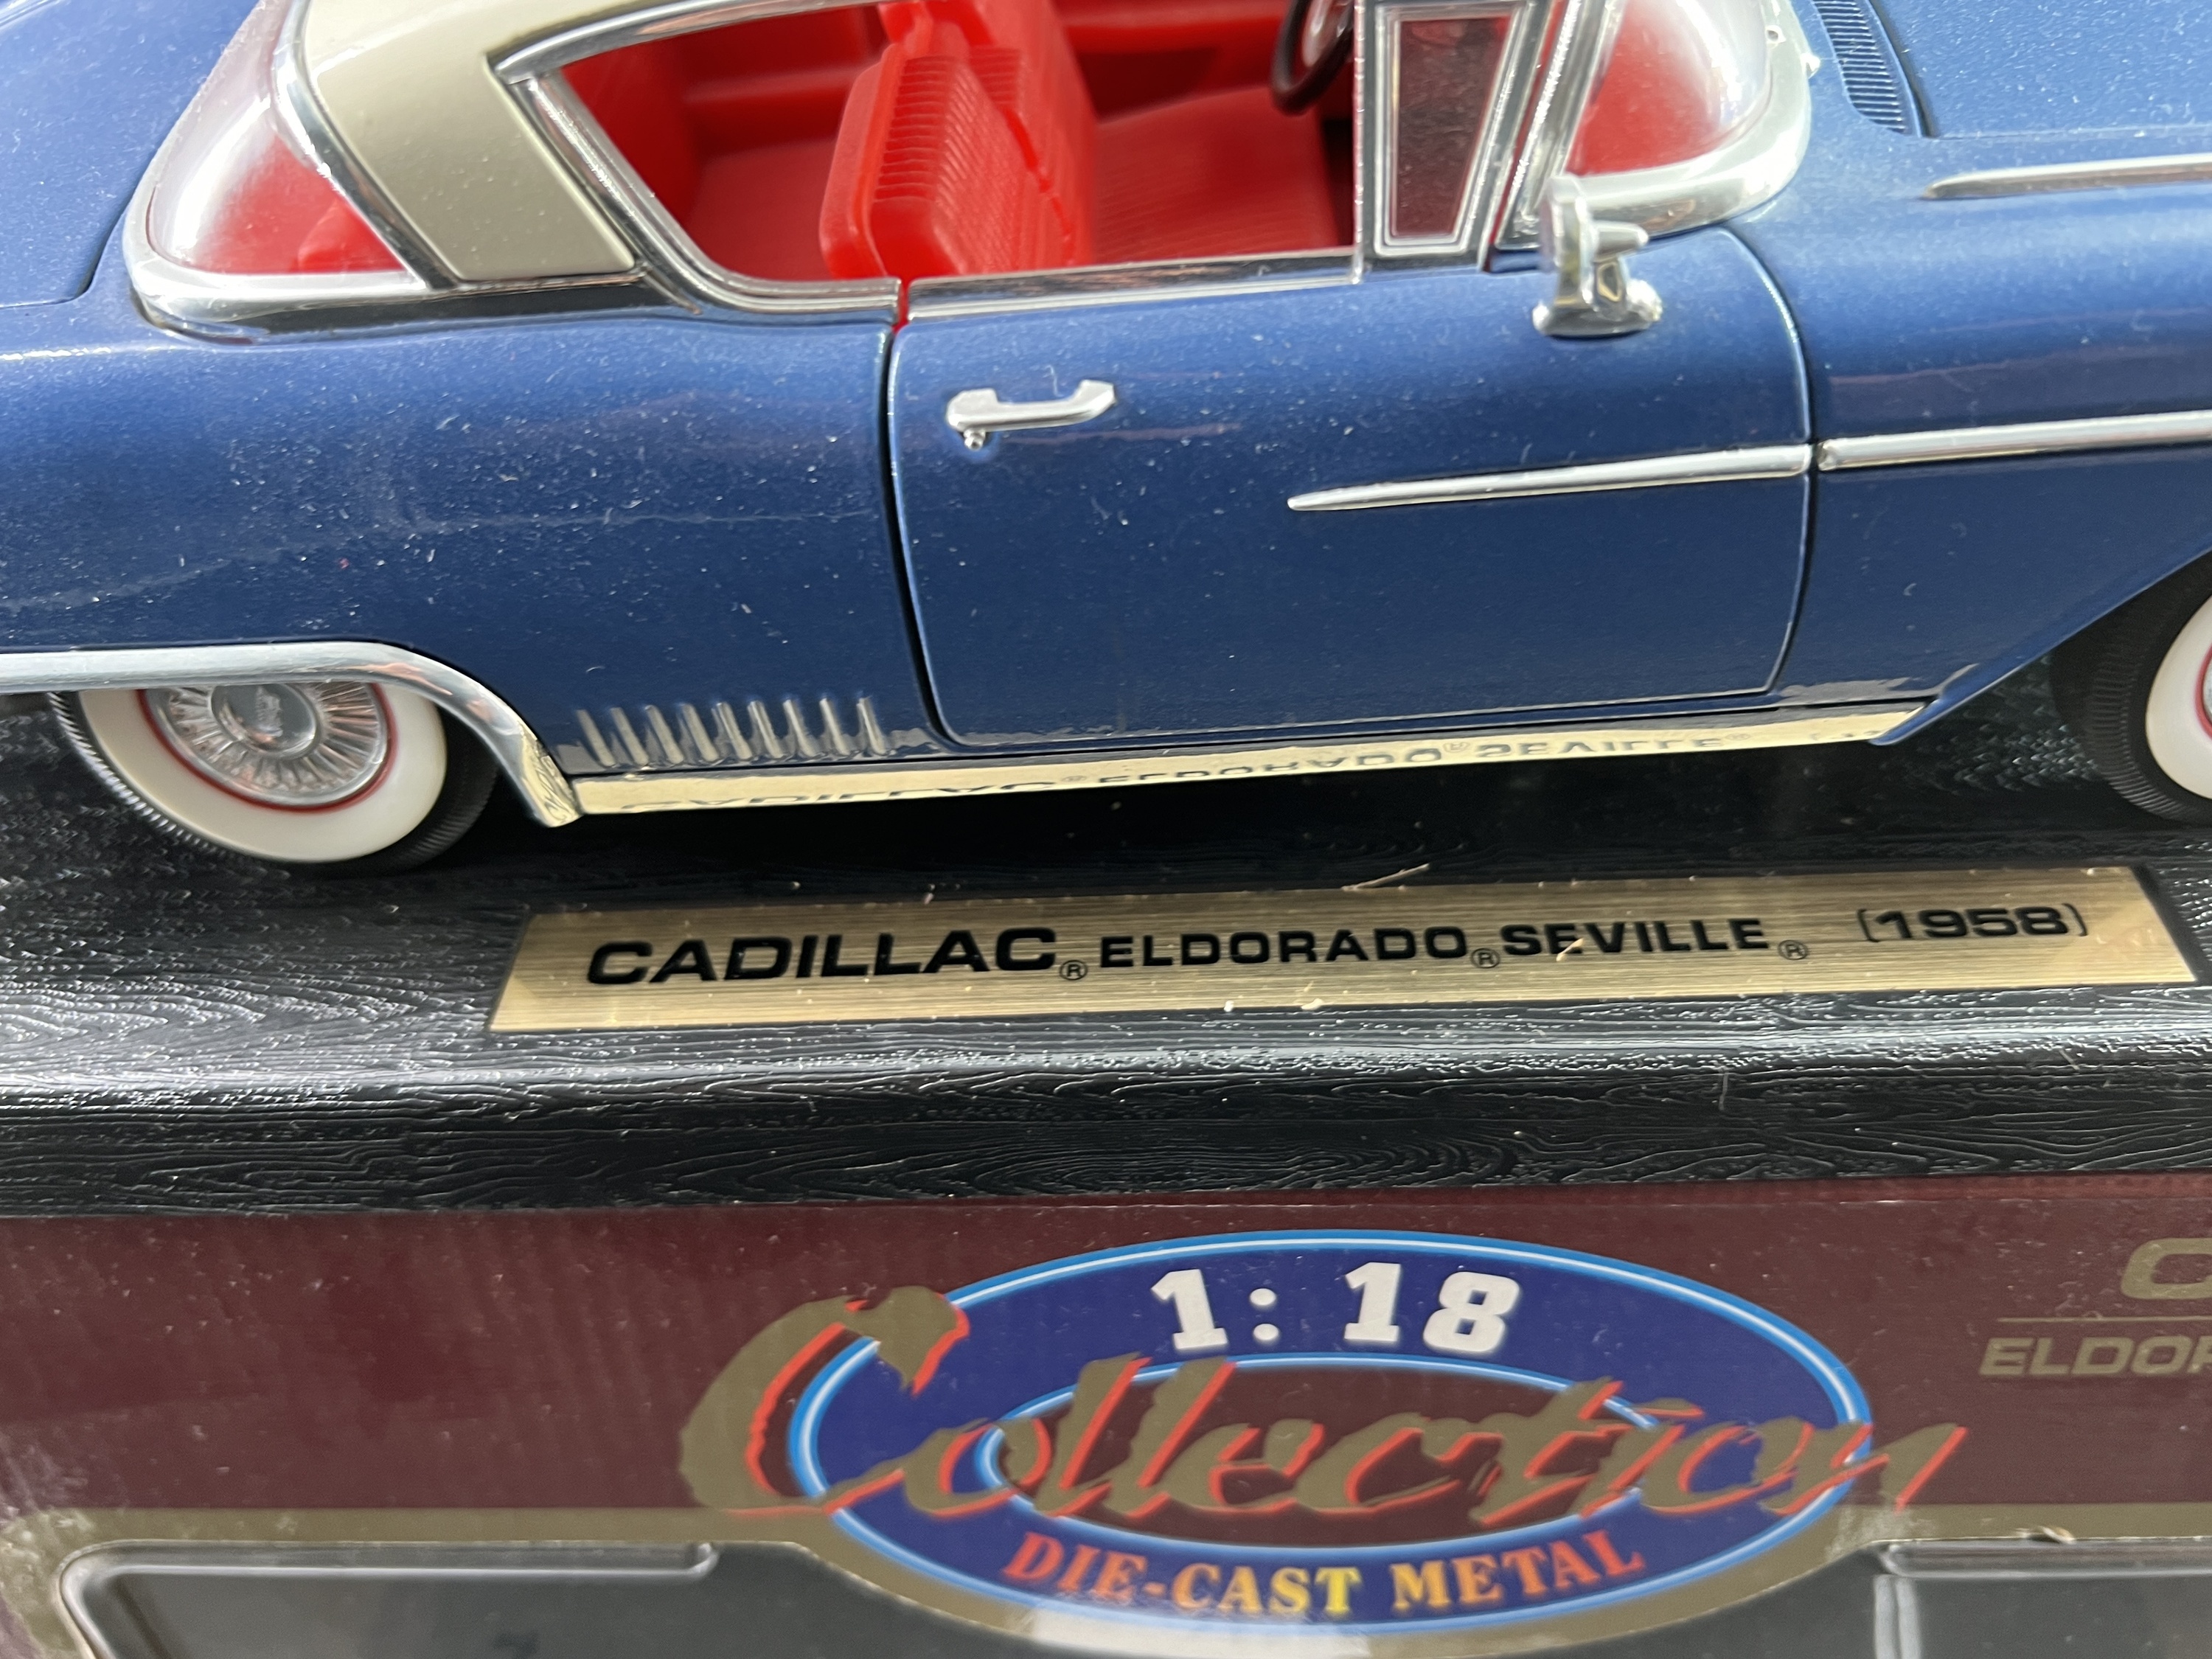 CADILLAC® ELDORADO® SEVILLE® (1958)
1:18
Collection
DIE-CAST METAL